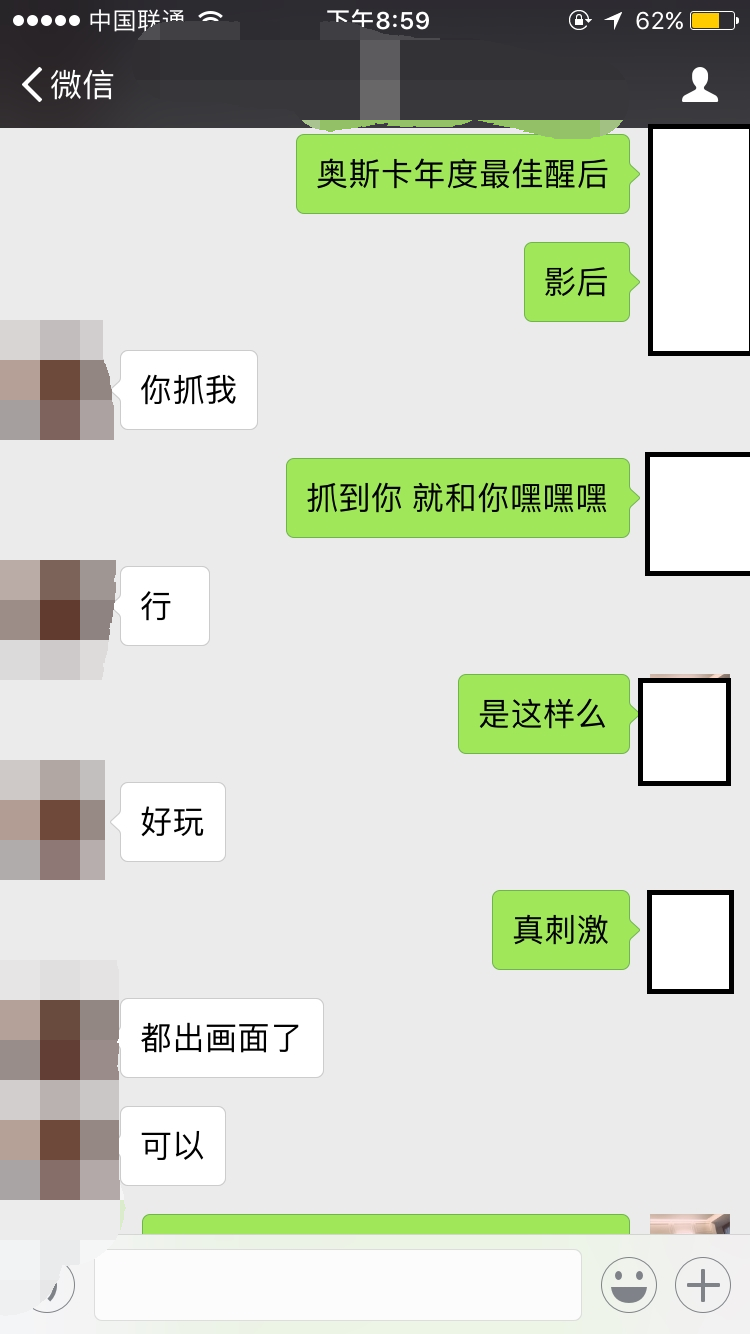 中国联通
下午8:59
62%
微信
奥斯卡年度最佳醒后
影后
你抓我
抓到你 就和你嘿嘿嘿
行
是这样么
好玩
真刺激
都出画面了
可以